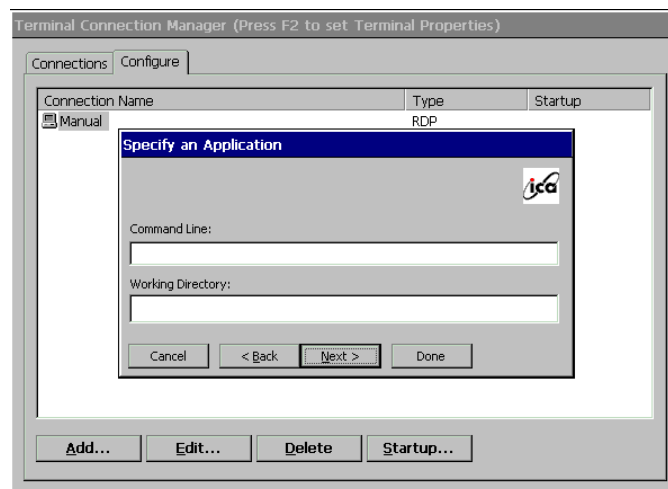 Terminal Connection Manager (Press F2 to set Terminal Properties)
Connections Configure
Connection Name Type Startup
Manual RDP
Specify an Application
ica
Command Line:
Working Directory:
Cancel < Back Next > Done
Add... Edit... Delete Startup...